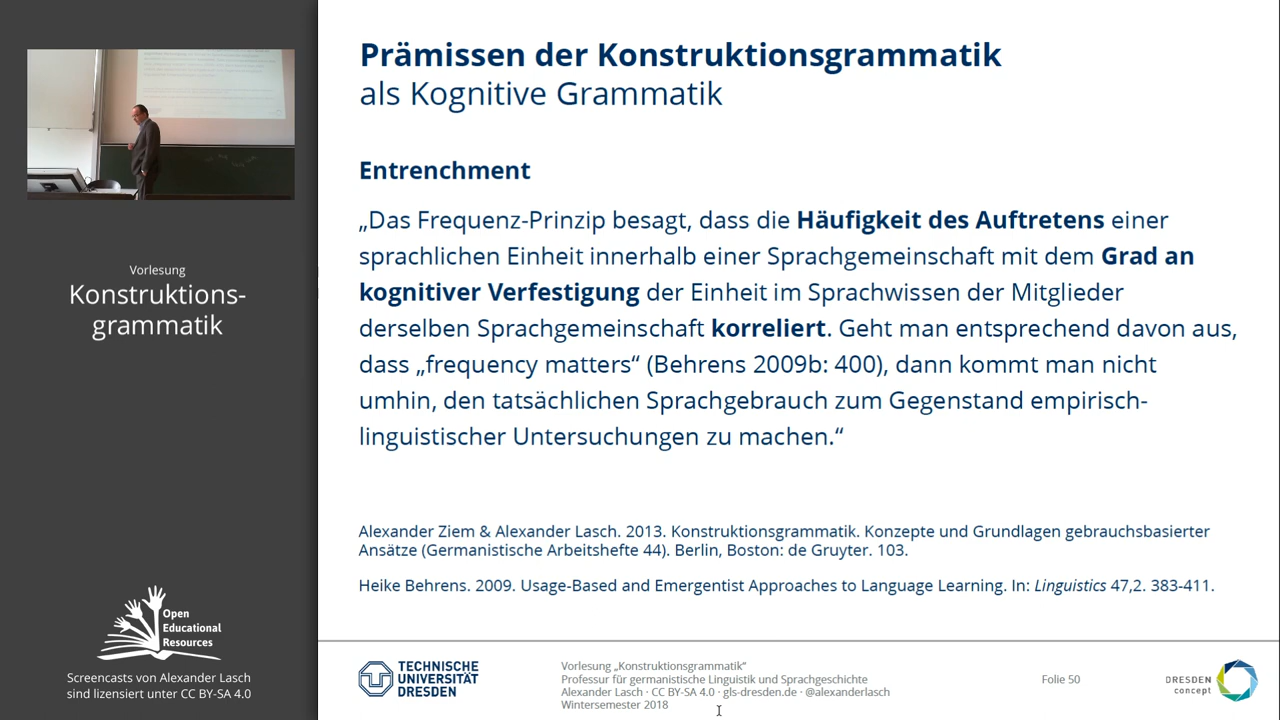 Prämissen der Konstruktionsgrammatik
als Kognitive Grammatik
Entrenchment
„Das Frequenz-Prinzip besagt, dass die Häufigkeit des Auftretens einer
sprachlichen Einheit innerhalb einer Sprachgemeinschaft mit dem Grad an
kognitiver Verfestigung der Einheit im Sprachwissen der Mitglieder
derselben Sprachgemeinschaft korreliert. Geht man entsprechend davon aus,
dass „frequency matters“ (Behrens 2009b: 400), dann kommt man nicht
umhin, den tatsächlichen Sprachgebrauch zum Gegenstand empirisch-
linguistischer Untersuchungen zu machen.“
Alexander Ziem & Alexander Lasch. 2013. Konstruktionsgrammatik. Konzepte und Grundlagen gebrauchsbasierter
Ansätze (Germanistische Arbeitshefte 44). Berlin, Boston: de Gruyter. 103.
Heike Behrens. 2009. Usage-Based and Emergentist Approaches to Language Learning. In: Linguistics 47,2. 383-411.
Vorlesung
Konstruktions-
grammatik
Open
Educational
Resources
Screencasts von Alexander Lasch
sind lizensiert unter CC BY-SA 4.0
TECHNISCHE
UNIVERSITÄT
DRESDEN
Vorlesung „Konstruktionsgrammatik“
Professur für germanistische Linguistik und Sprachgeschichte
Alexander Lasch · CC BY-SA 4.0 · gls-dresden.de · @alexanderlasch
Wintersemester 2018
Folie 50
DRESDEN
concept